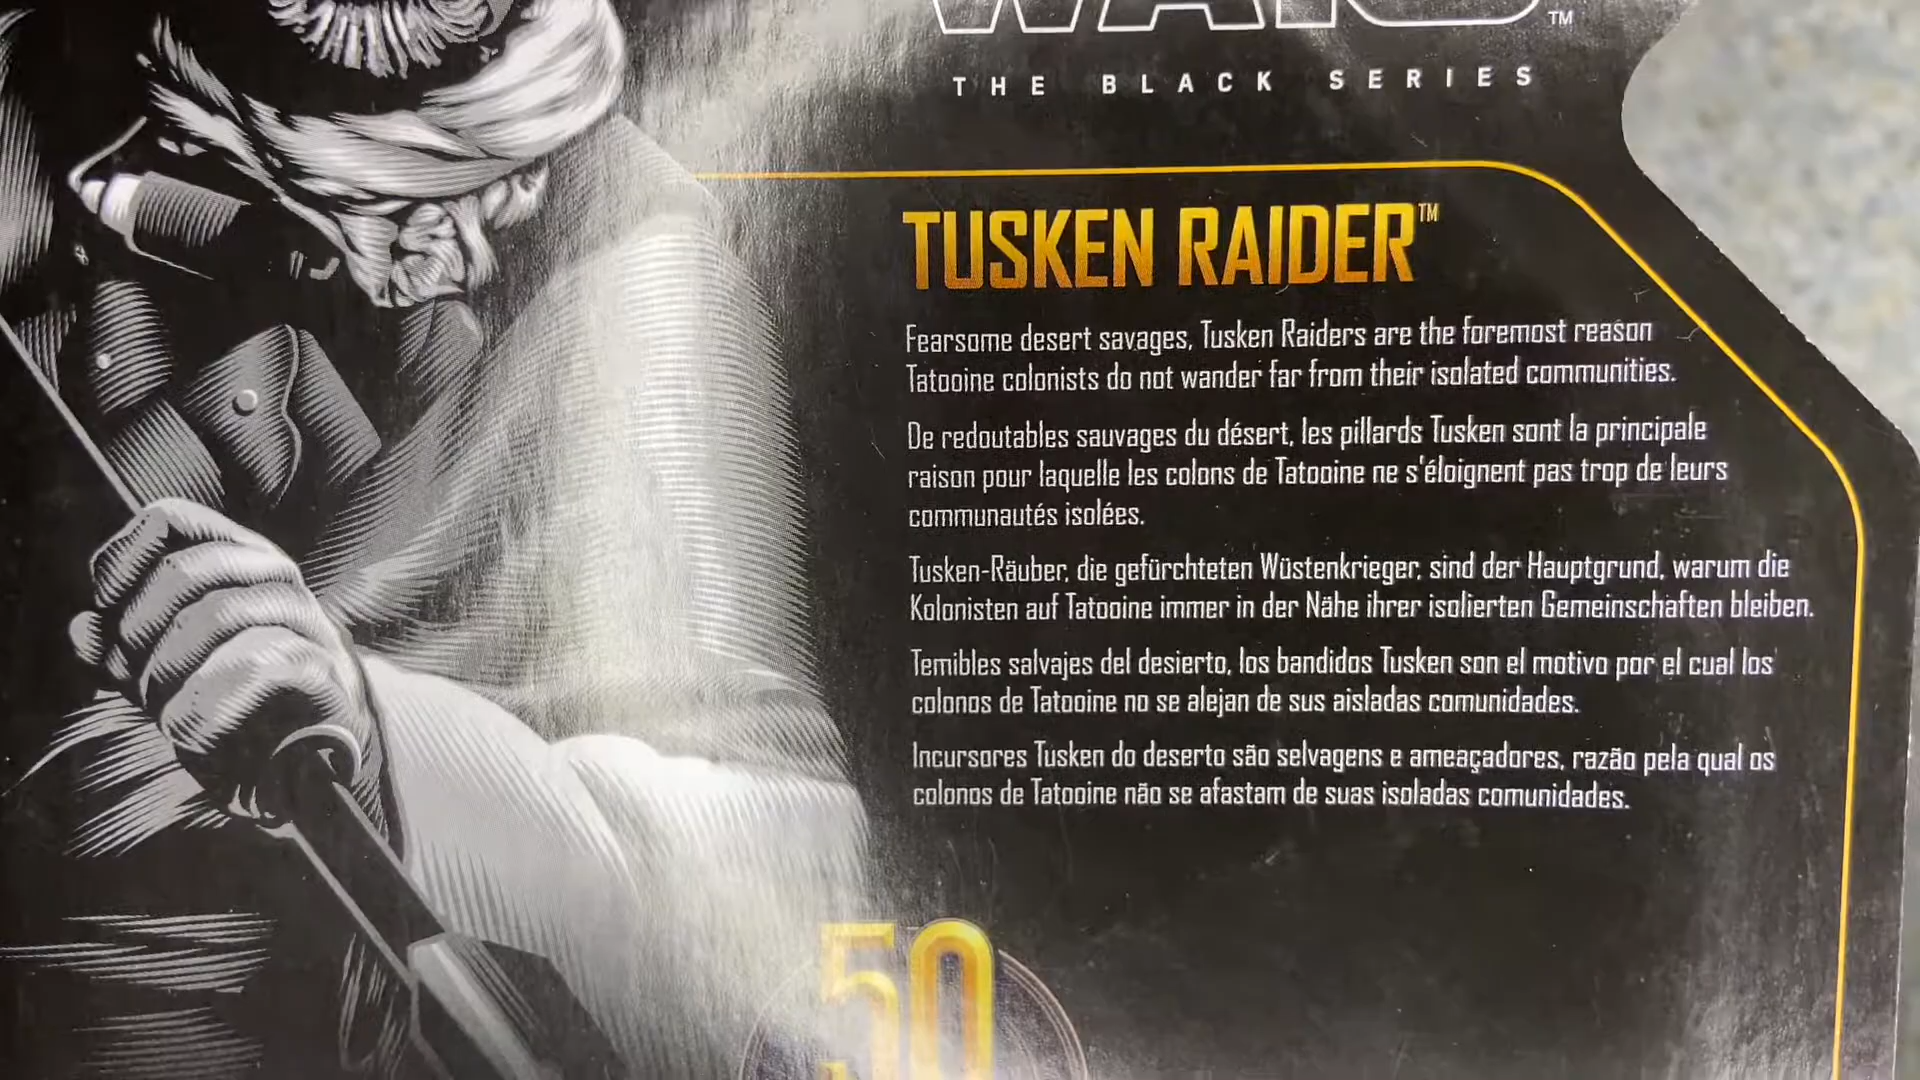 WARS™
THE BLACK SERIES
TUSKEN RAIDER™
Fearsome desert savages, Tusken Raiders are the foremost reason
Tatooine colonists do not wander far from their isolated communities.
De redoutables sauvages du désert, les pillards Tusken sont la principale
raison pour laquelle les colons de Tatooine ne s'éloignent pas trop de leurs
communautés isolées.
Tusken-Räuber, die gefürchteten Wüstenkrieger, sind der Hauptgrund, warum die
Kolonisten auf Tatooine immer in der Nähe ihrer isolierten Gemeinschaften bleiben.
Temibles salvajes del desierto, los bandidos Tusken son el motivo por el cual los
colonos de Tatooine no se alejan de sus aisladas comunidades.
Incursores Tusken do deserto são selvagens e ameaçadores, razão pela qual os
colonos de Tatooine não se afastam de suas isoladas comunidades.
50